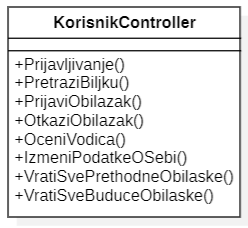 KorisnikController
+Prijavljivanje()
+PretraziBiljku()
+PrijaviObilazak()
+OtkaziObilazak()
+OceniVodica()
+IzmeniPodatkeOSebi()
+VratiSvePrethodneObilaske()
+VratiSveBuduceObilaske()